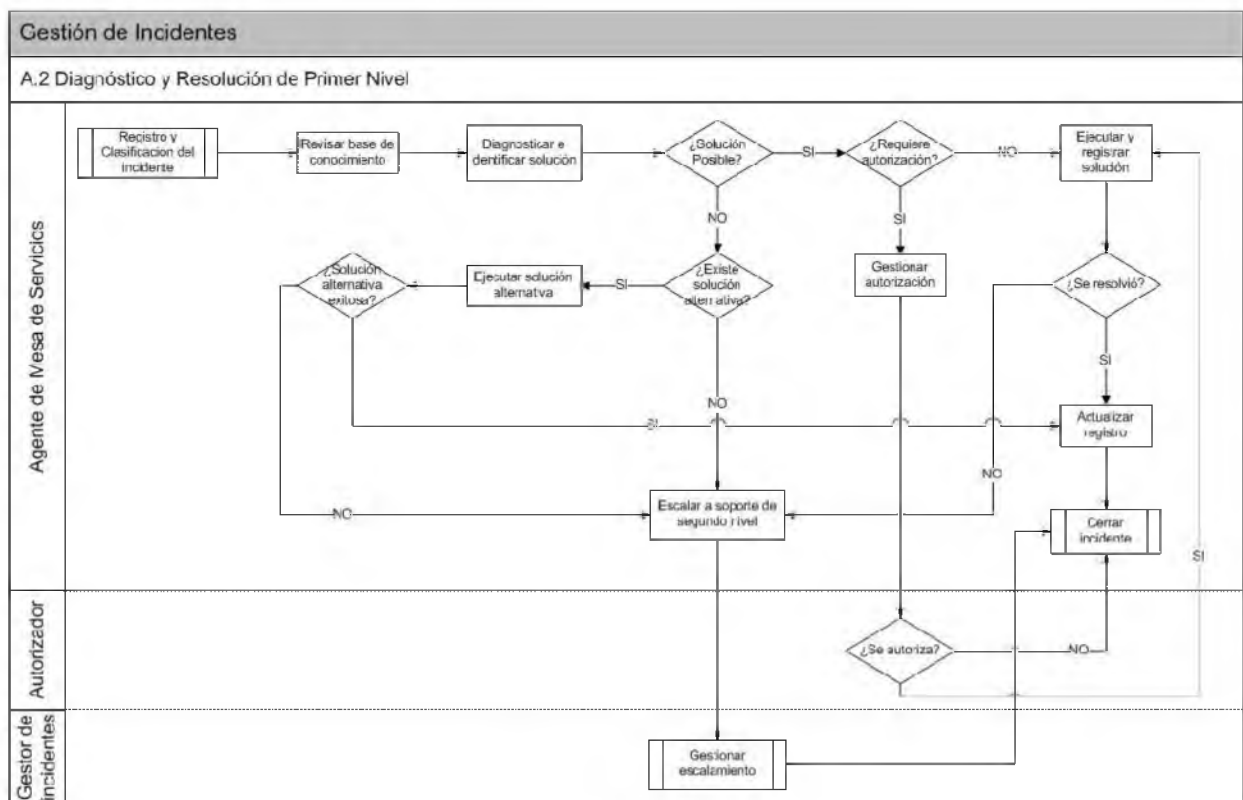 Gestión de Incidentes
A.2 Diagnóstico y Resolución de Primer Nivel
Agente de Mesa de Servicios
Registro y
Clasificacion del
incidente
Revisar base de
conocimiento
Diagnosticar e
identificar solución
¿Solución
Posible?
SI
¿Requiere
autorización?
NO
Ejecutar y
registrar
solución
NO
SI
¿Solución
alternativa
exitosa?
Ejecutar solución
alternativa
SI
¿Existe
solución
alternativa?
Gestionar
autorización
¿Se resolvió?
SI
NO
SI
Actualizar
registro
NO
NO
Escalar a soporte de
segundo nivel
Cerrar
incidente
SI
Autorizador
¿Se autoriza?
NO
Gestor de
incidentes
Gestionar
escalamiento